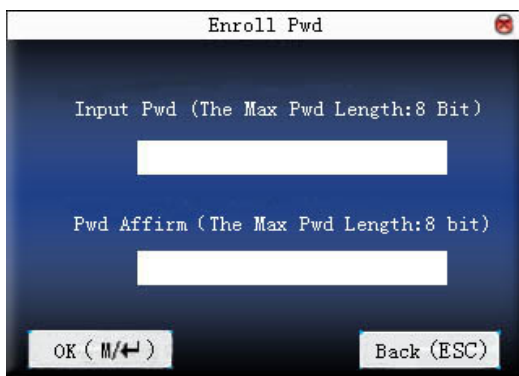 Enroll Pwd
Input Pwd (The Max Pwd Length:8 Bit)
Pwd Affirm (The Max Pwd Length:8 bit)
OK ( M/↵ )
Back (ESC)